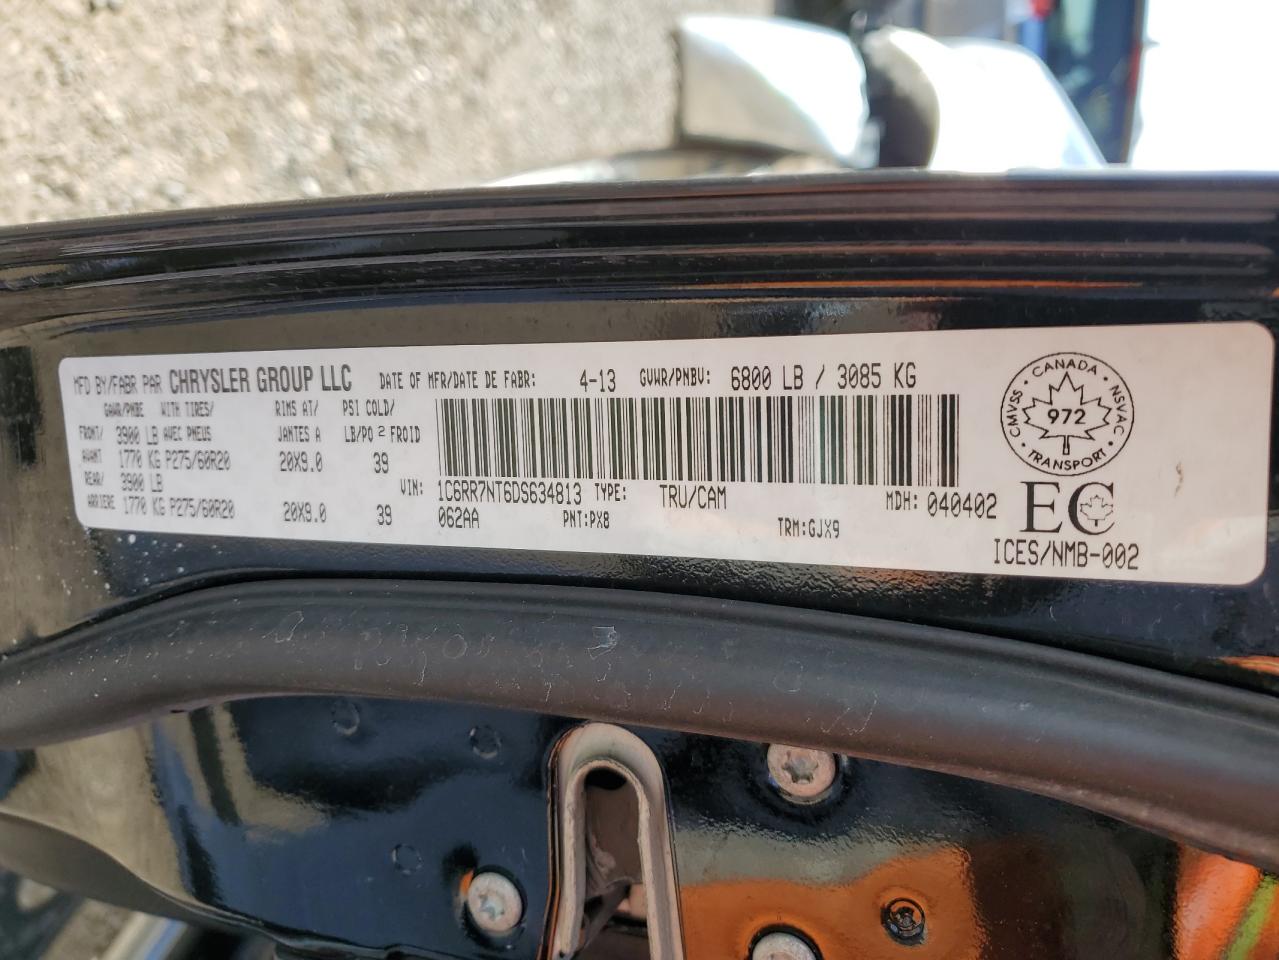 MFD BY/FABR PAR CHRYSLER GROUP LLC DATE OF MFR/DATE DE FABR: 4-13 GVWR/PNBV: 6800 LB / 3085 KG
GAWR/PNBE WITH TIRES/ RIMS AT/ PSI COLD/
FRONT/ 3900 LB AVEC PNEUS JANTES A LB/PO 2 FROID
AVANT 1770 KG P275/60R20 20X9.0 39
REAR/ 3900 LB
ARRIERE 1770 KG P275/60R20 20X9.0 39
VIN: 1C6RR7NT6DS634813 TYPE: TRU/CAM MDH: 040402
062AA PNT:PX8 TRM:GJX9
CANADA
CMVSS 972 NSVAC
TRANSPORT
EC
ICES/NMB-002